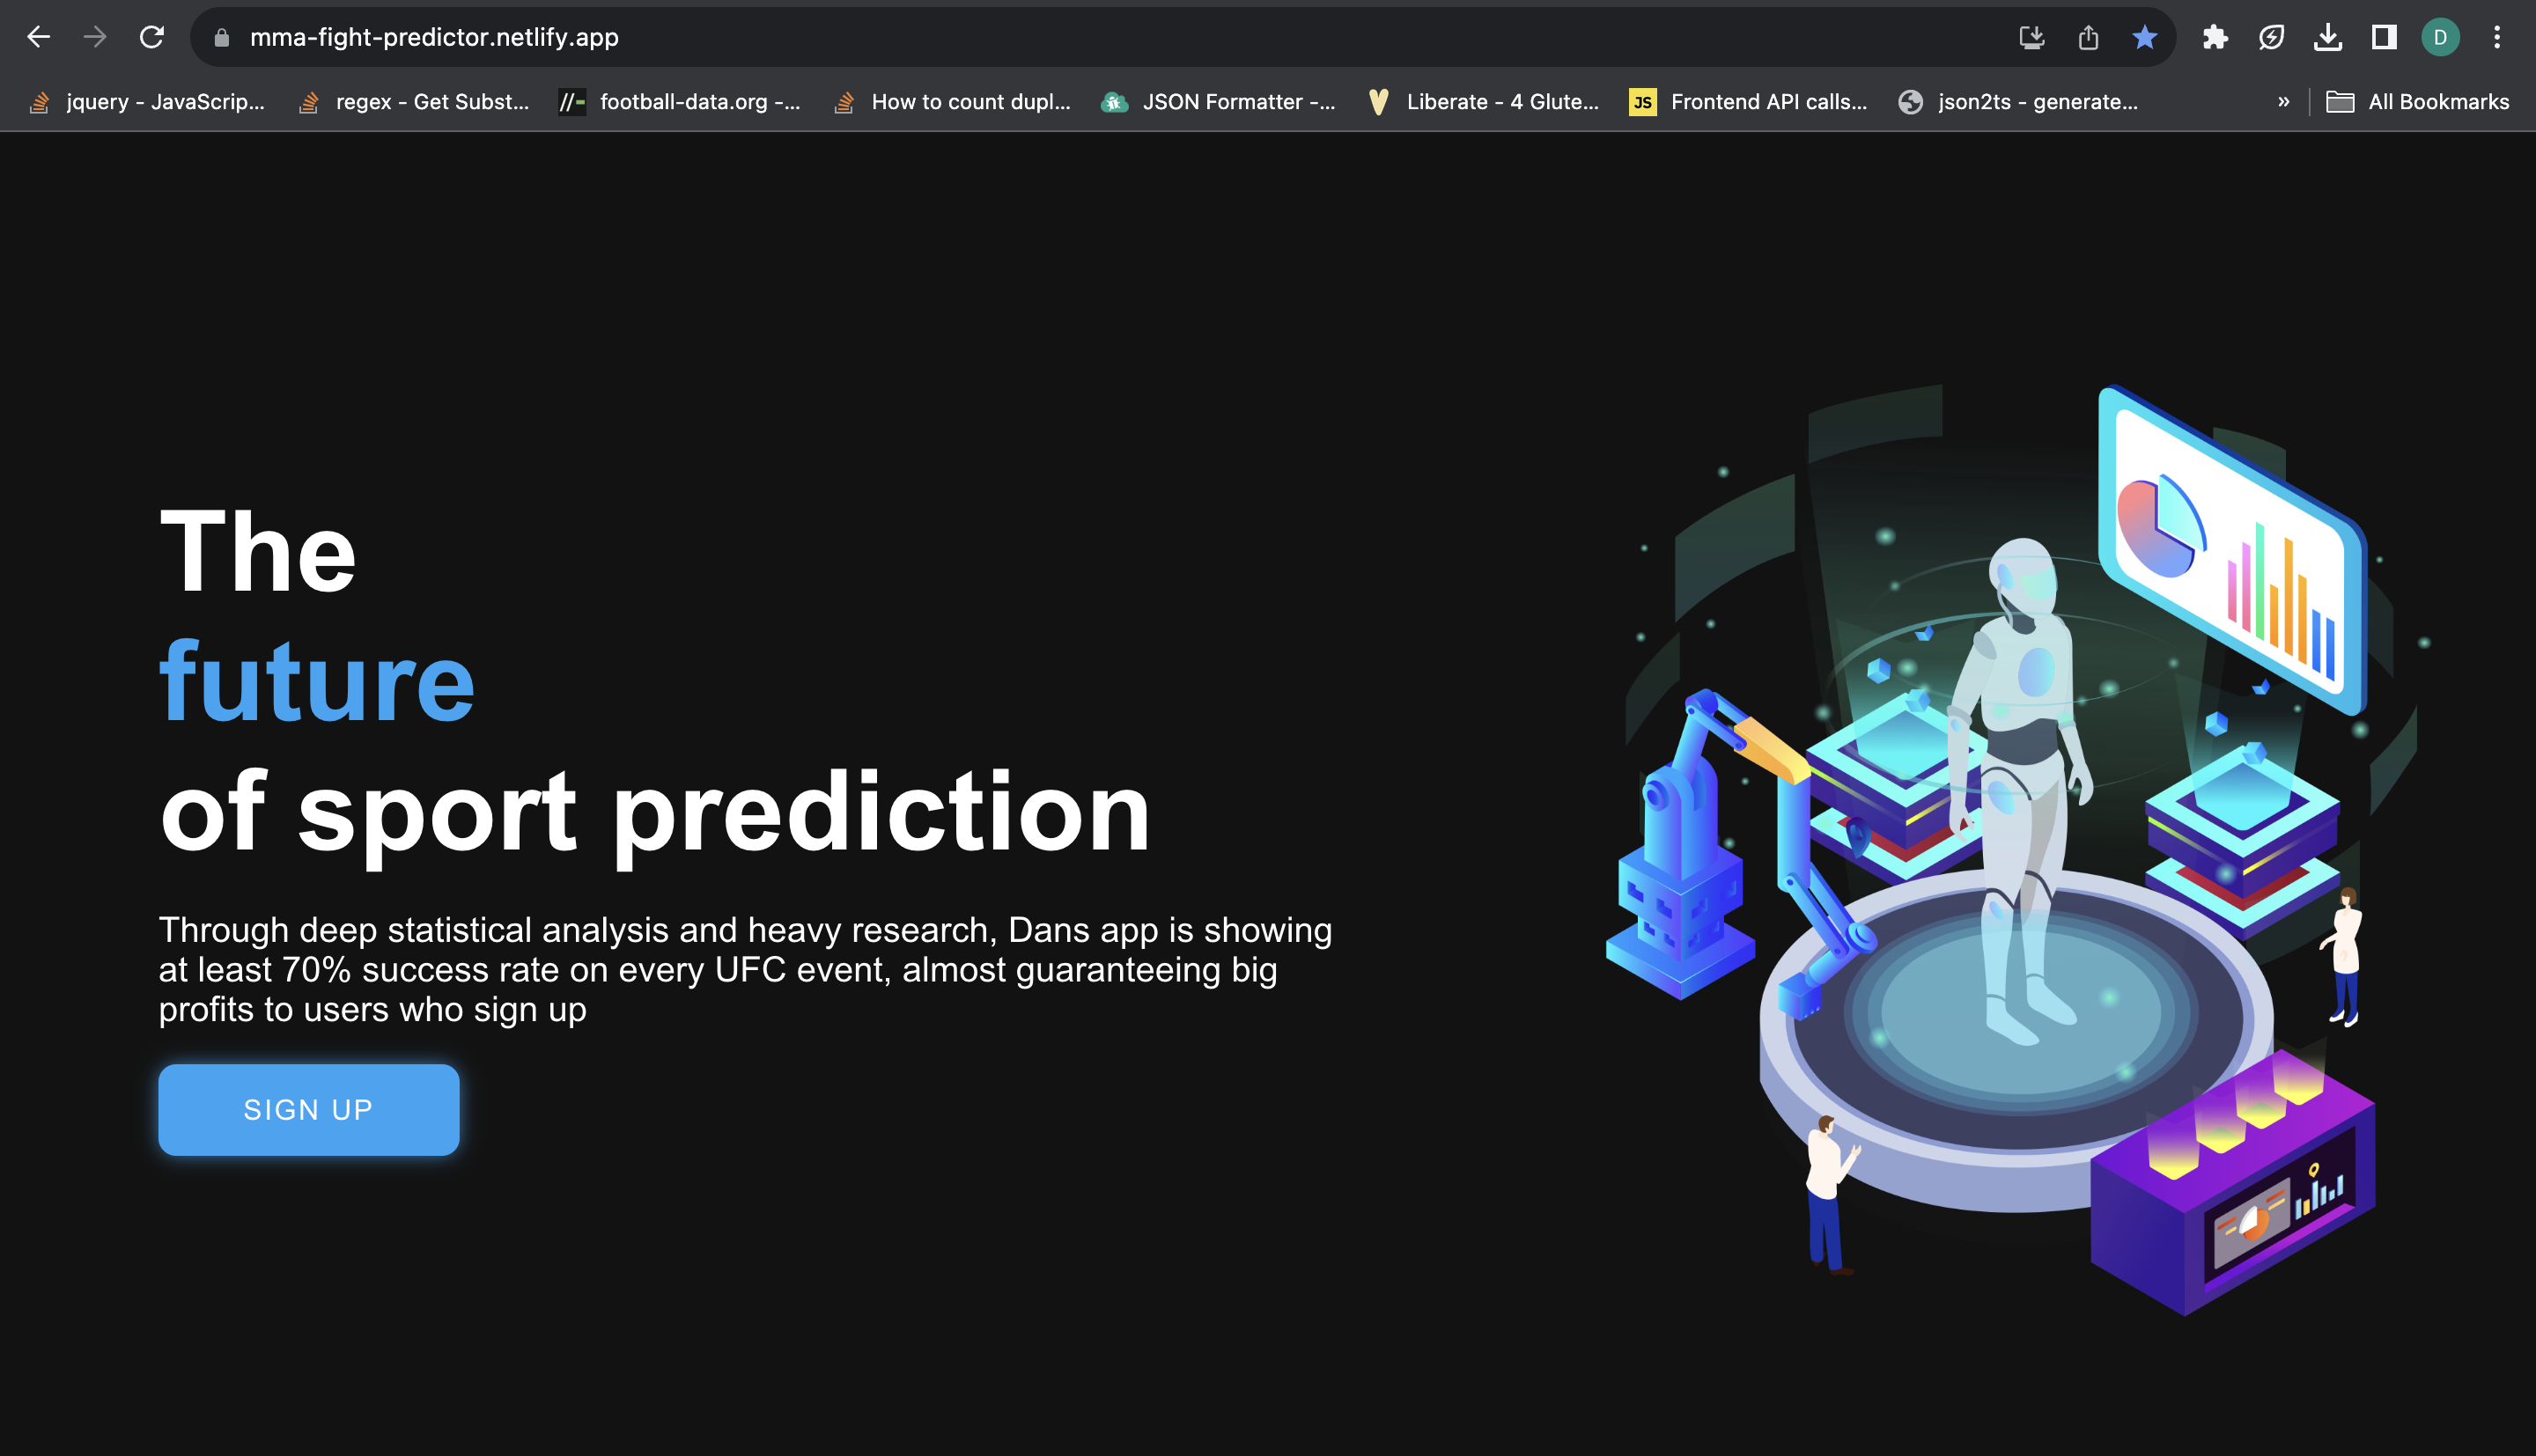 mma-fight-predictor.netlify.app
D
jquery - JavaScrip...
regex - Get Subst...
//-
football-data.org -...
How to count dupl...
JSON Formatter -...
Liberate - 4 Glute...
JS
Frontend API calls...
json2ts - generate...
»
All Bookmarks
The
future
of sport prediction
Through deep statistical analysis and heavy research, Dans app is showing
at least 70% success rate on every UFC event, almost guaranteeing big
profits to users who sign up
SIGN UP